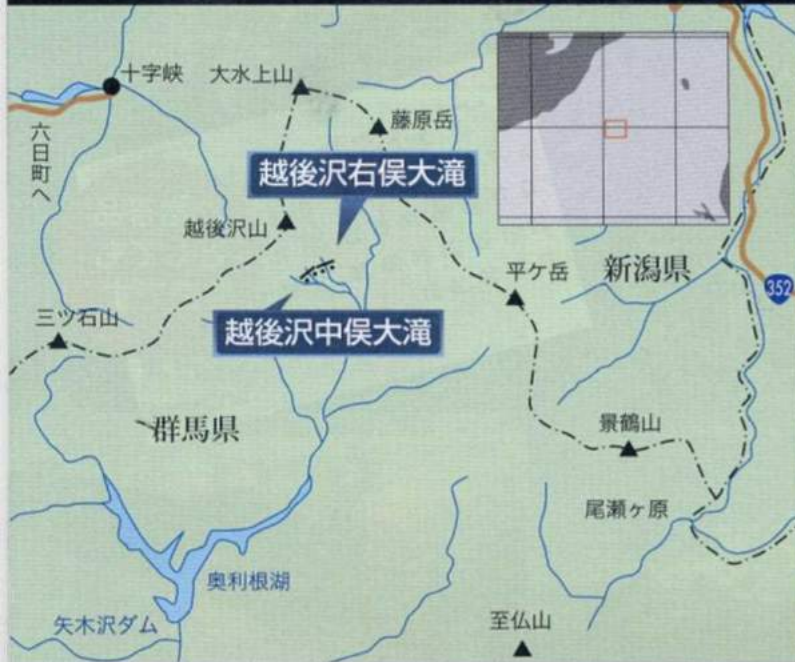 十字峡
大水上山
藤原岳
六日町へ
越後沢右俣大滝
越後沢山
平ヶ岳
新潟県
352
三ツ石山
越後沢中俣大滝
群馬県
景鶴山
尾瀬ヶ原
奥利根湖
矢木沢ダム
至仏山